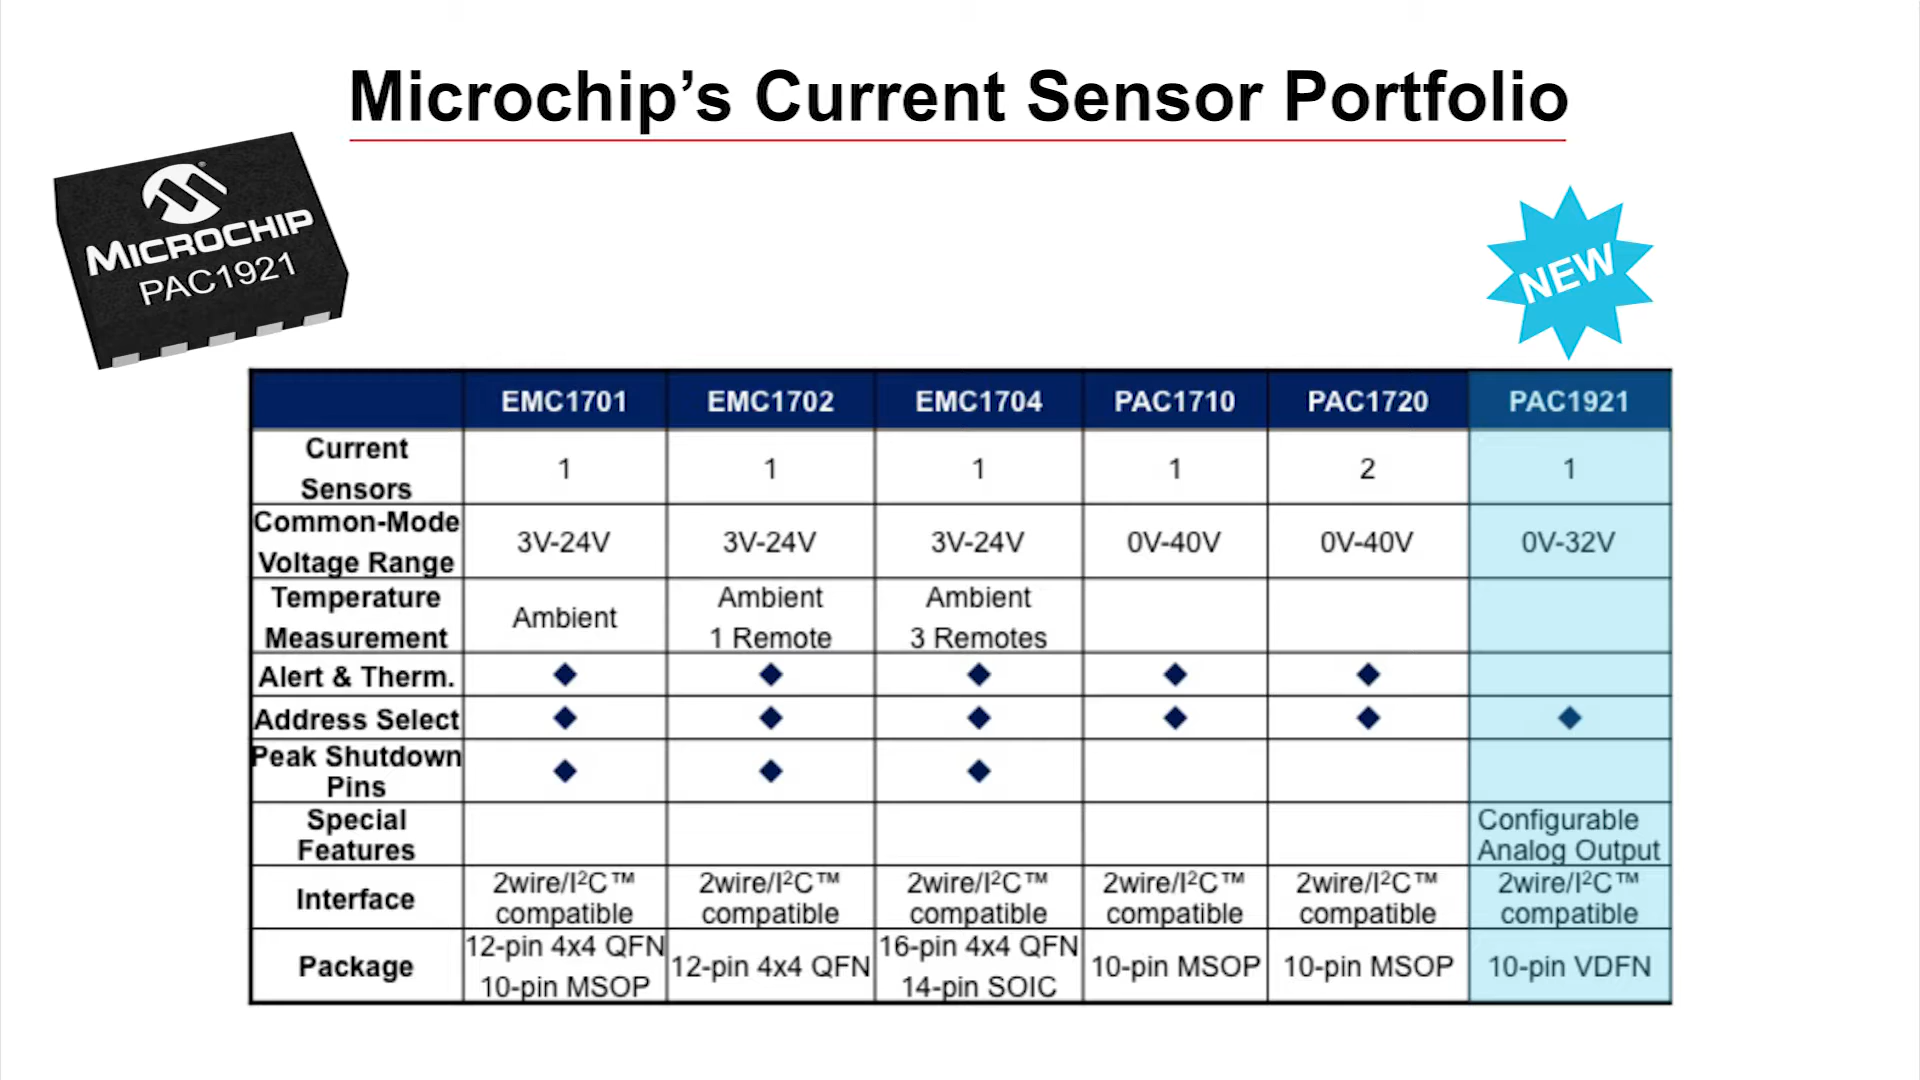 Microchip’s Current Sensor Portfolio
MICROCHIP
PAC1921
NEW
EMC1701 EMC1702 EMC1704 PAC1710 PAC1720 PAC1921
Current Sensors 1 1 1 1 2 1
Common-Mode Voltage Range 3V-24V 3V-24V 3V-24V 0V-40V 0V-40V 0V-32V
Temperature Measurement Ambient Ambient 1 Remote Ambient 3 Remotes
Alert & Therm. ◆ ◆ ◆ ◆ ◆
Address Select ◆ ◆ ◆ ◆ ◆ ◆
Peak Shutdown Pins ◆ ◆ ◆
Special Features Configurable Analog Output
Interface 2wire/I²C™ compatible 2wire/I²C™ compatible 2wire/I²C™ compatible 2wire/I²C™ compatible 2wire/I²C™ compatible 2wire/I²C™ compatible
Package 12-pin 4x4 QFN 10-pin MSOP 12-pin 4x4 QFN 16-pin 4x4 QFN 14-pin SOIC 10-pin MSOP 10-pin MSOP 10-pin VDFN